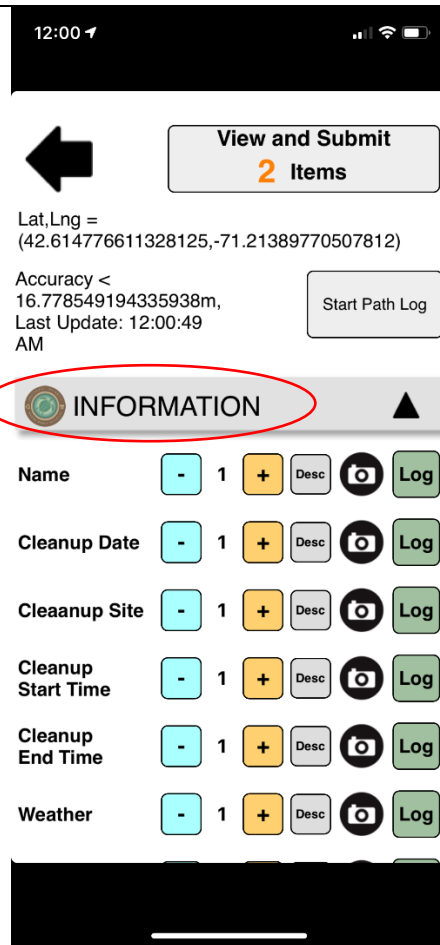 12:00
View and Submit
2 Items
Lat,Lng =
(42.614776611328125,-71.21389770507812)
Accuracy <
16.778549194335938m,
Last Update: 12:00:49
AM
Start Path Log
INFORMATION
Name - 1 + Desc Log
Cleanup Date - 1 + Desc Log
Cleaanup Site - 1 + Desc Log
Cleanup
Start Time - 1 + Desc Log
Cleanup
End Time - 1 + Desc Log
Weather - 1 + Desc Log